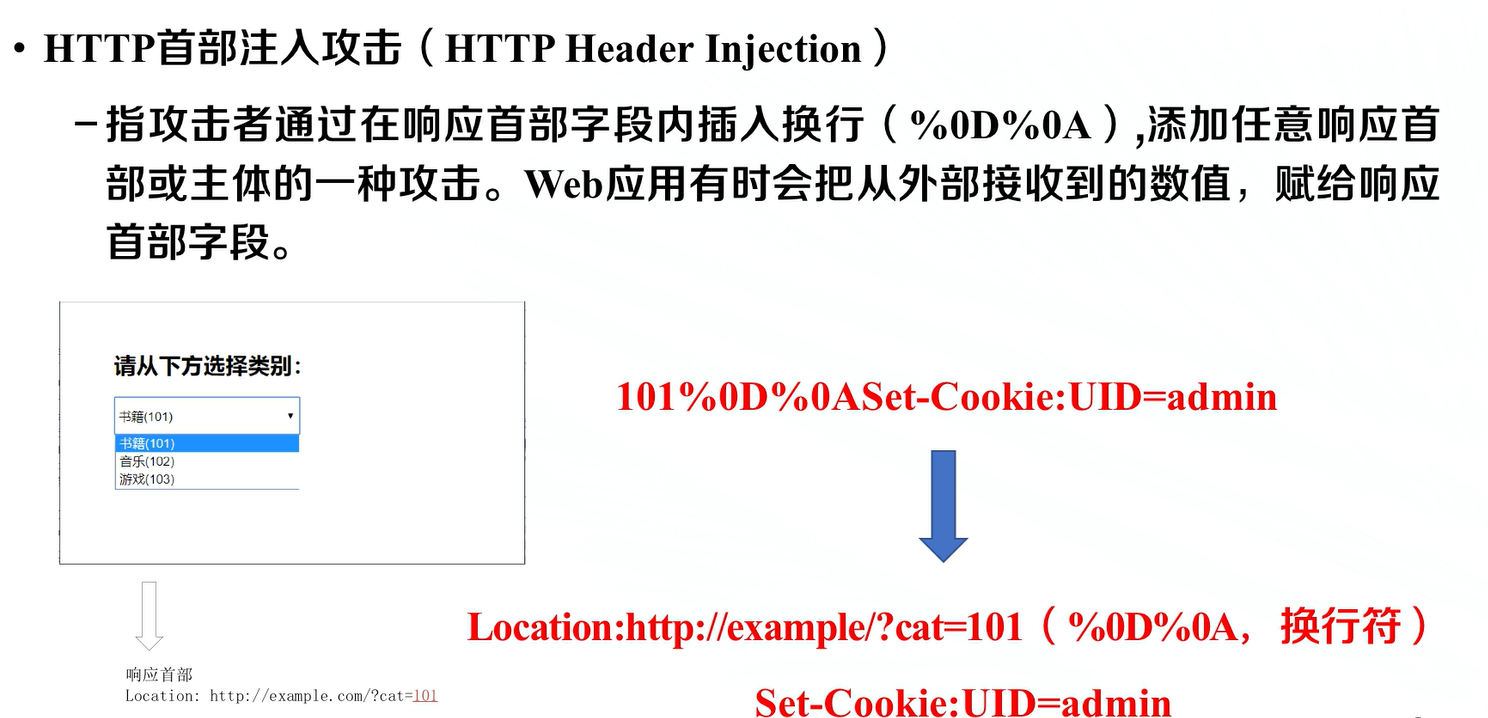 • HTTP首部注入攻击（HTTP Header Injection）
–指攻击者通过在响应首部字段内插入换行（%0D%0A）,添加任意响应首
部或主体的一种攻击。Web应用有时会把从外部接收到的数值，赋给响应
首部字段。
请从下方选择类别：
书籍(101)
书籍(101)
音乐(102)
游戏(103)
响应首部
Location: http://example.com/?cat=101
101%0D%0ASet-Cookie:UID=admin
Location:http://example/?cat=101（%0D%0A，换行符）
Set-Cookie:UID=admin